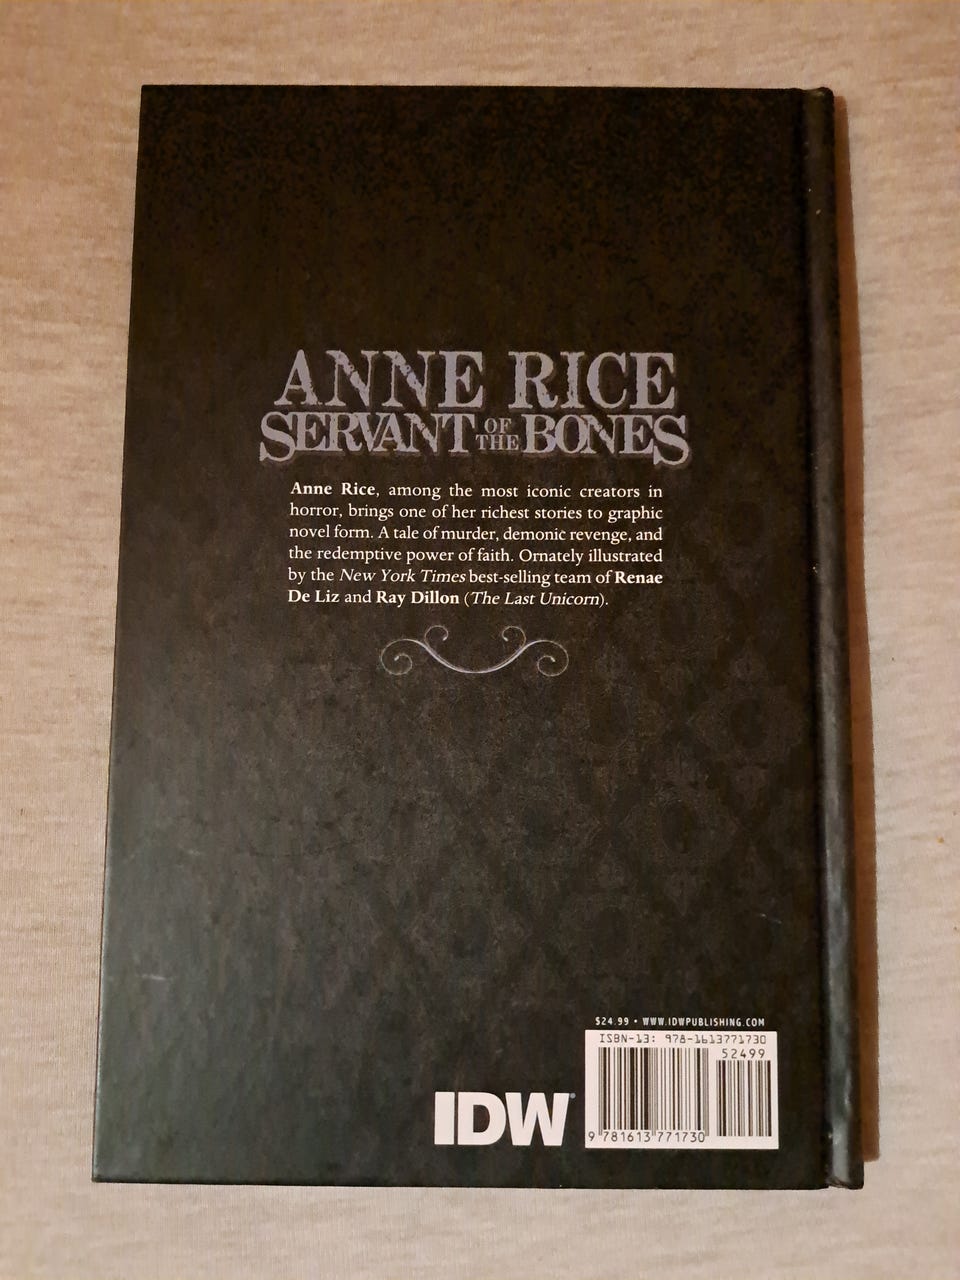 ANNE RICE
SERVANT OF THE BONES
Anne Rice, among the most iconic creators in
horror, brings one of her richest stories to graphic
novel form. A tale of murder, demonic revenge, and
the redemptive power of faith. Ornately illustrated
by the New York Times best-selling team of Renae
De Liz and Ray Dillon (The Last Unicorn).
$24.99 • WWW.IDWPUBLISHING.COM
ISBN-13: 978-1613771730
52499
IDW®
9 781613 771730